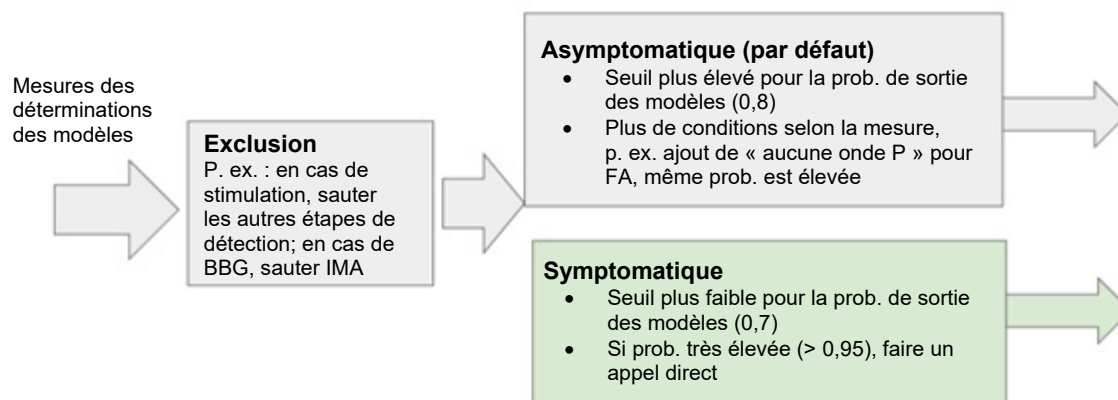 Mesures des
déterminations
des modèles
Exclusion
P. ex. : en cas de
stimulation, sauter
les autres étapes de
détection; en cas de
BBG, sauter IMA
Asymptomatique (par défaut)
• Seuil plus élevé pour la prob. de sortie
des modèles (0,8)
• Plus de conditions selon la mesure,
p. ex. ajout de « aucune onde P » pour
FA, même prob. est élevée
Symptomatique
• Seuil plus faible pour la prob. de sortie
des modèles (0,7)
• Si prob. très élevée (> 0,95), faire un
appel direct